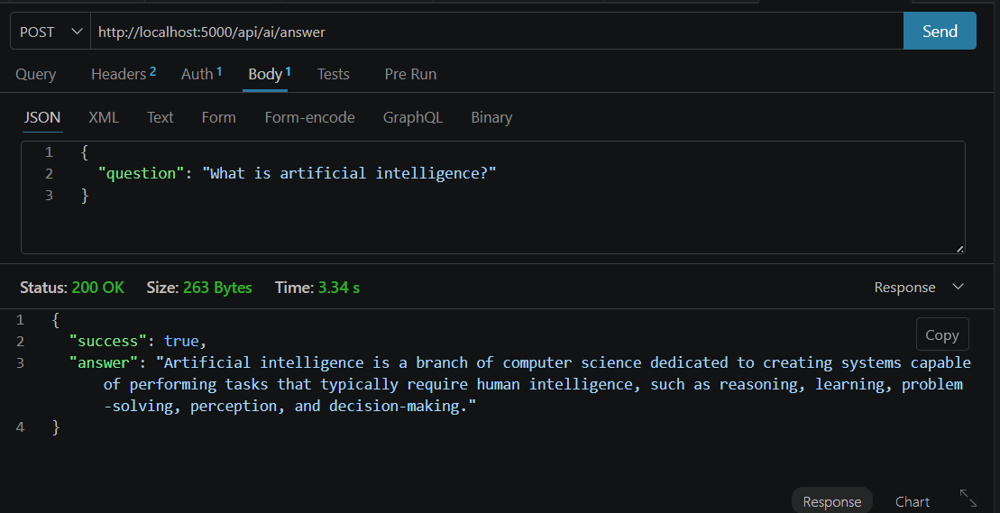 POST http://localhost:5000/api/ai/answer Send
Query Headers 2 Auth 1 Body 1 Tests Pre Run
JSON XML Text Form Form-encode GraphQL Binary
1 {
2 "question": "What is artificial intelligence?"
3 }
Status: 200 OK Size: 263 Bytes Time: 3.34 s Response
1 {
Copy
2 "success": true,
3 "answer": "Artificial intelligence is a branch of computer science dedicated to creating systems capable
of performing tasks that typically require human intelligence, such as reasoning, learning, problem
-solving, perception, and decision-making."
4 }
Response Chart